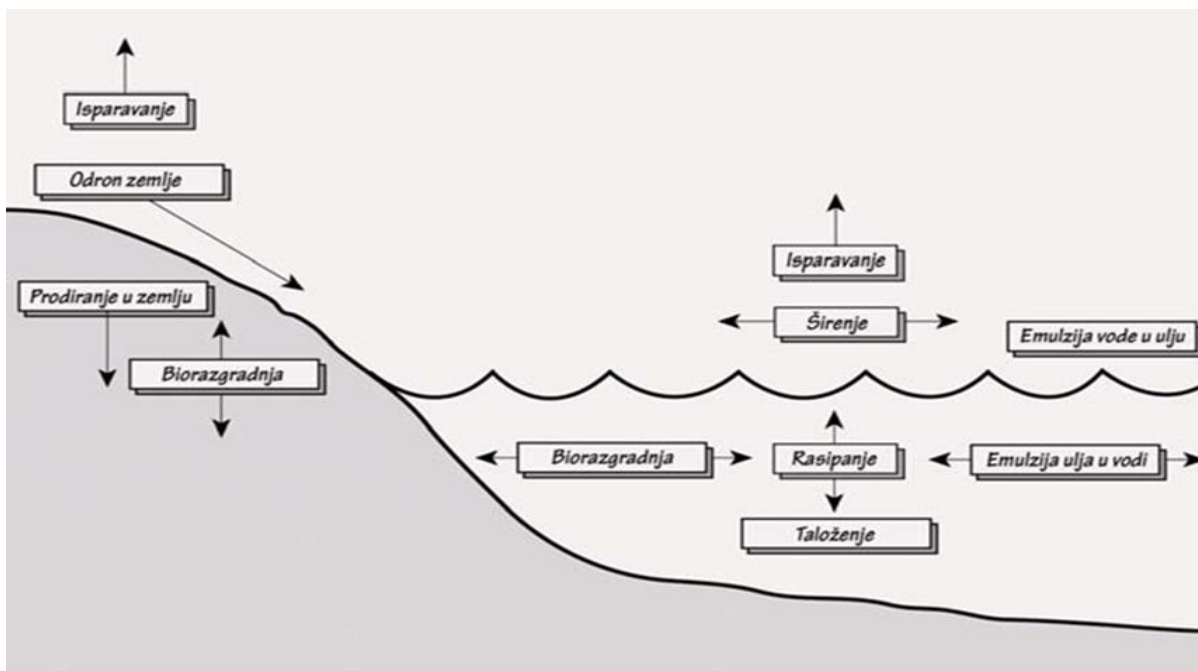 Isparavanje
Odron zemlje
Prodiranje u zemlju
Biorazgradnja
Isparavanje
Širenje
Emulzija vode u ulju
Biorazgradnja
Rasipanje
Emulzija ulja u vodi
Taloženje